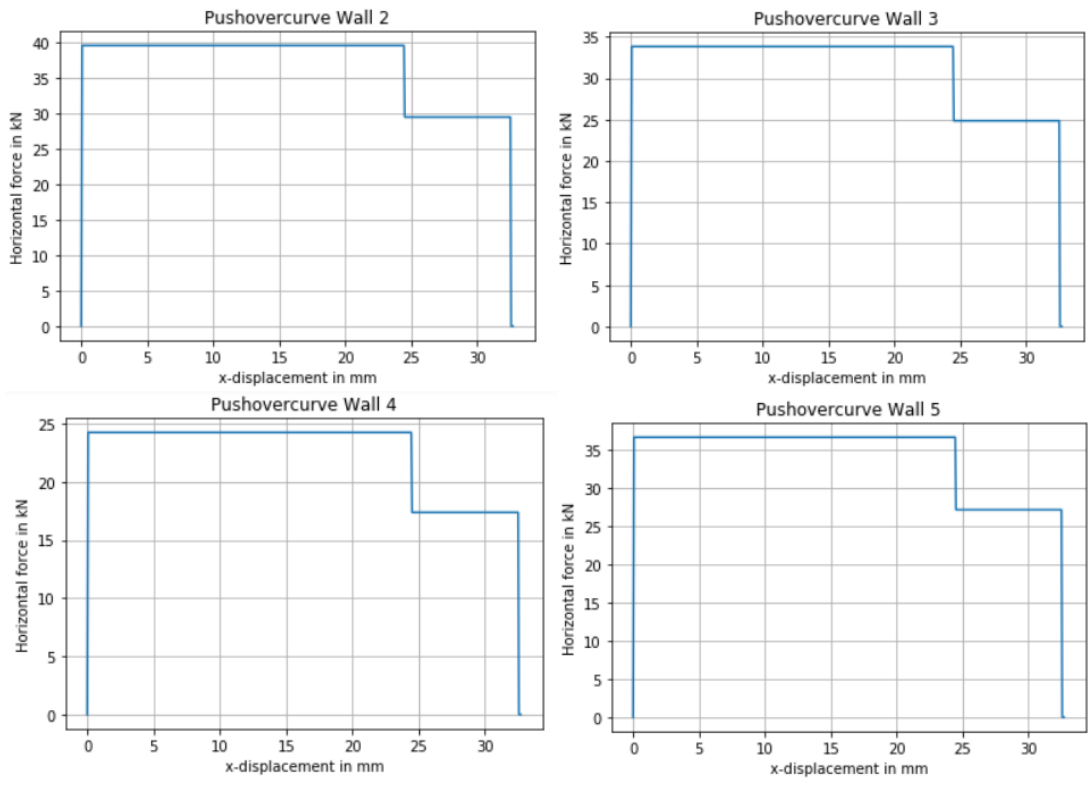 Pushovercurve Wall 2
40
35
30
25
20
15
10
5
0
Horizontal force in kN
0 5 10 15 20 25 30
x-displacement in mm
Pushovercurve Wall 3
35
30
25
20
15
10
5
0
Horizontal force in kN
0 5 10 15 20 25 30
x-displacement in mm
Pushovercurve Wall 4
25
20
15
10
5
0
Horizontal force in kN
0 5 10 15 20 25 30
x-displacement in mm
Pushovercurve Wall 5
35
30
25
20
15
10
5
0
Horizontal force in kN
0 5 10 15 20 25 30
x-displacement in mm